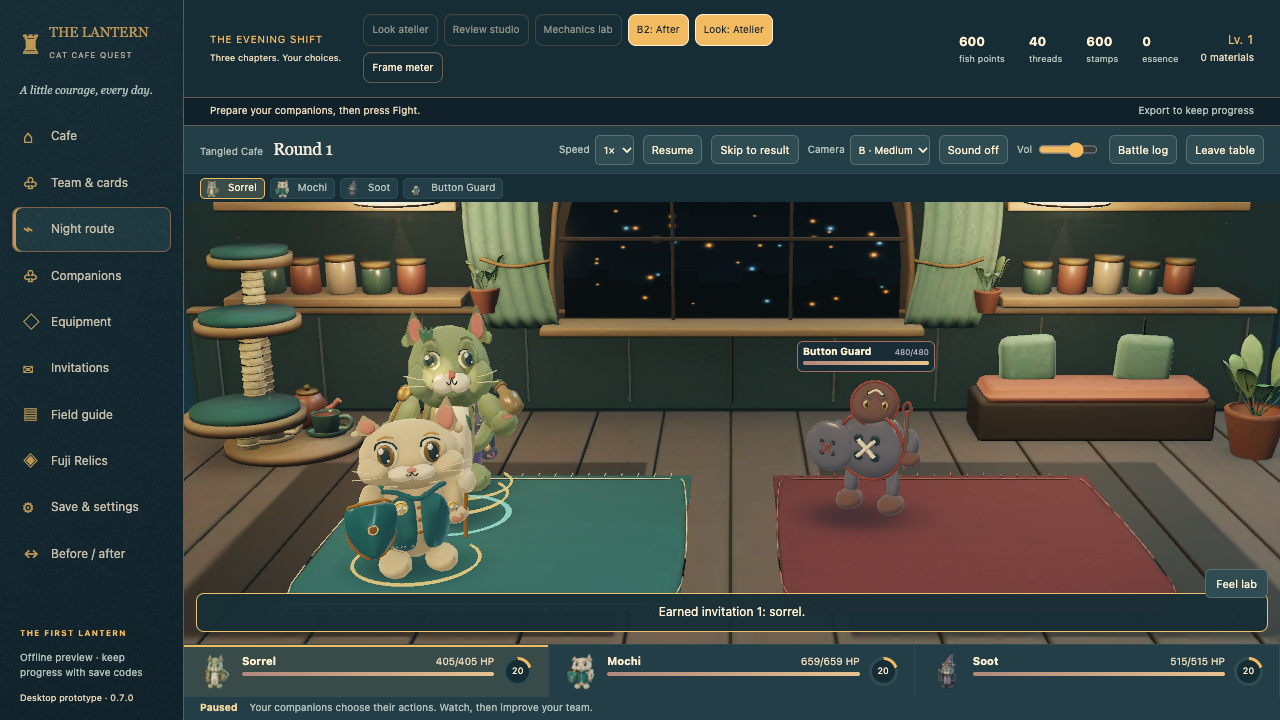 THE LANTERN
CAT CAFE QUEST
A little courage, every day.
Cafe
Team & cards
Night route
Companions
Equipment
Invitations
Field guide
Fuji Relics
Save & settings
Before / after
THE FIRST LANTERN
Offline preview · keep
progress with save codes
Desktop prototype · 0.7.0
THE EVENING SHIFT
Three chapters. Your choices.
Look atelier
Review studio
Mechanics lab
B2: After
Look: Atelier
Frame meter
600
fish points
40
threads
600
stamps
0
essence
Lv. 1
0 materials
Prepare your companions, then press Fight.
Export to keep progress
Tangled Cafe Round 1
Speed 1x
Resume
Skip to result
Camera B · Medium
Sound off
Vol
Battle log
Leave table
Sorrel
Mochi
Soot
Button Guard
Button Guard 480/480
Feel lab
Earned invitation 1: sorrel.
Sorrel 405/405 HP 20
Mochi 659/659 HP 20
Soot 515/515 HP 20
Paused Your companions choose their actions. Watch, then improve your team.